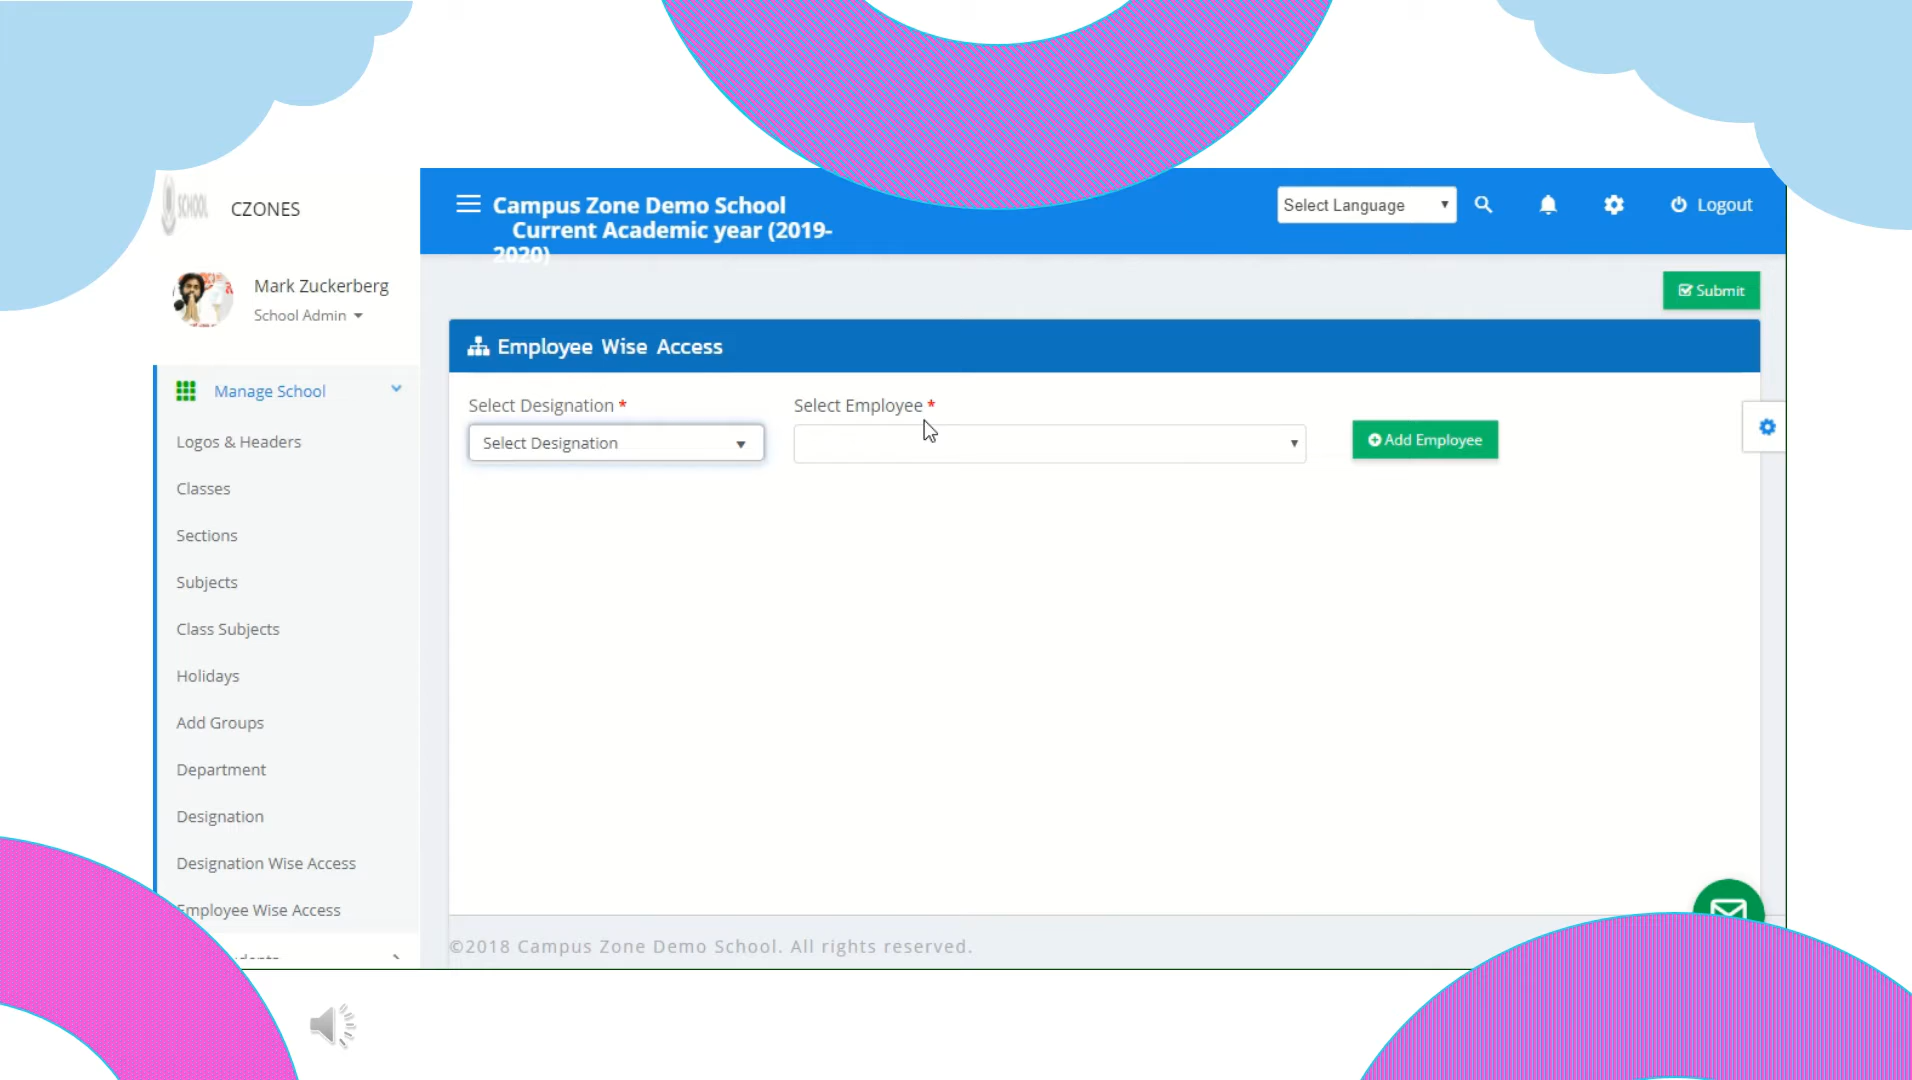 SCHOOL
CZONES
Campus Zone Demo School
Current Academic year (2019-
2020)
Select Language
Logout
Mark Zuckerberg
School Admin
Submit
Employee Wise Access
Manage School
Logos & Headers
Classes
Sections
Subjects
Class Subjects
Holidays
Add Groups
Department
Designation
Designation Wise Access
Employee Wise Access
Select Designation *
Select Employee *
Select Designation
Add Employee
©2018 Campus Zone Demo School. All rights reserved.